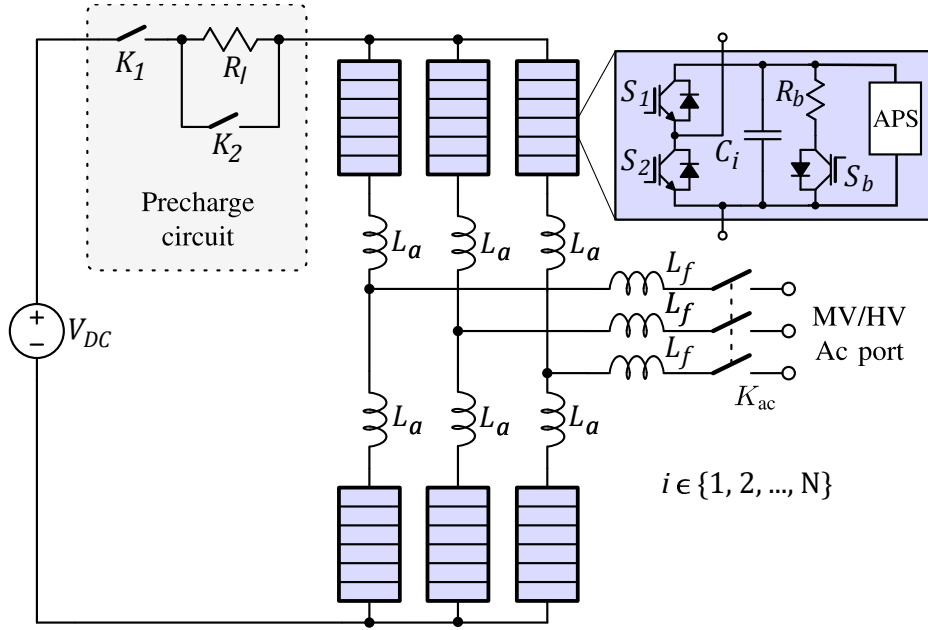 K1
Rl
K2
Precharge
circuit
S1
S2
Ci
Rb
Sb
APS
La
La
La
Lf
Lf
Lf
MV/HV
Ac port
Kac
VDC
+
−
La
La
La
i ∈ {1, 2, ..., N}